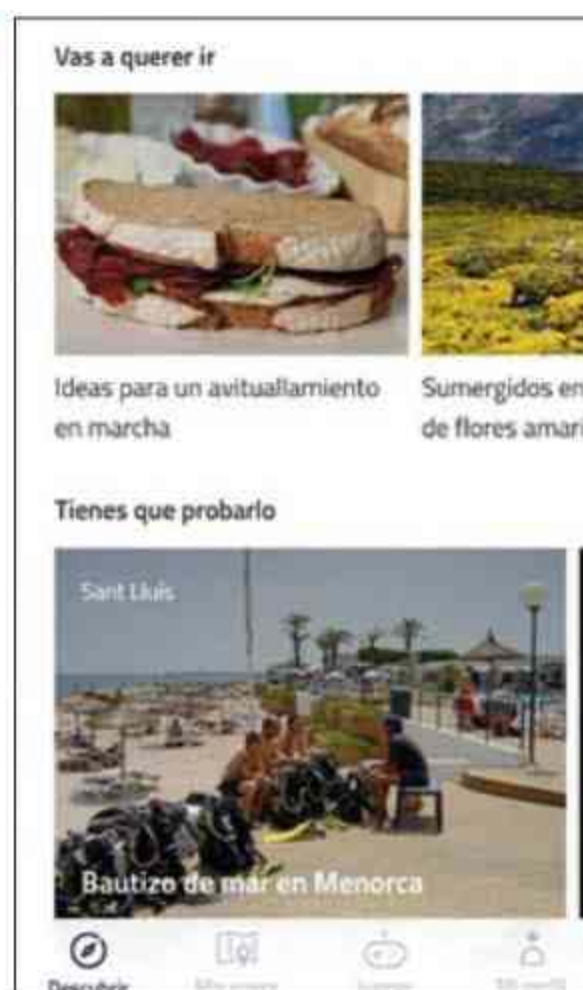 Vas a querer ir
Ideas para un avituallamiento
en marcha
Sumergidos en
de flores amari
Tienes que probarlo
Sant Lluís
Bautizo de mar en Menorca
Descubrir